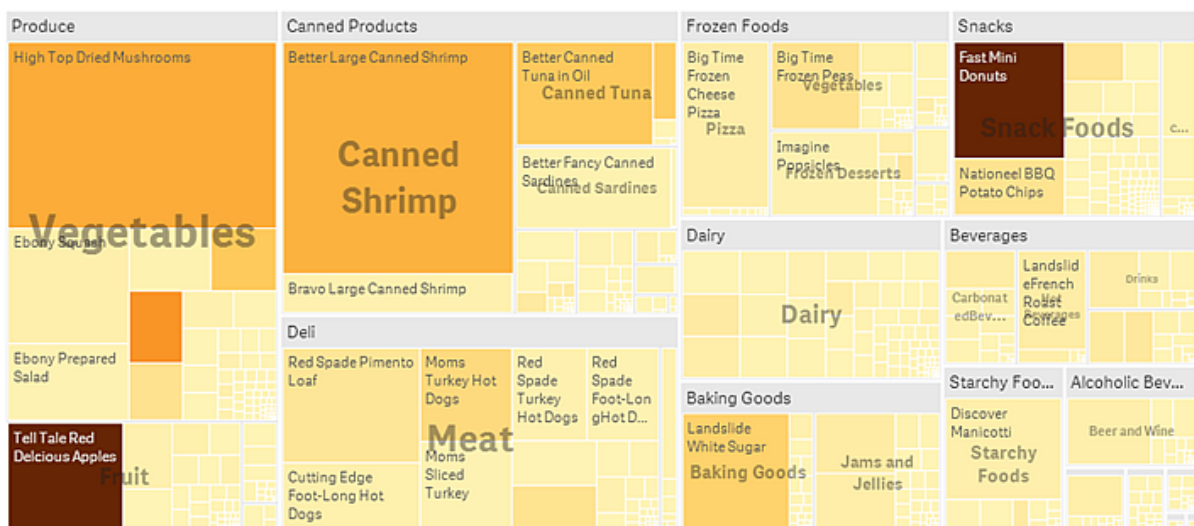 Produce
High Top Dried Mushrooms
Vegetables
Ebony Squash
Ebony Prepared
Salad
Tell Tale Red
Delcious Apples
Fruit
Canned Products
Better Large Canned Shrimp
Canned
Shrimp
Bravo Large Canned Shrimp
Better Canned
Tuna in Oil
Canned Tuna
Better Fancy Canned
Sardines
Canned Sardines
Deli
Red Spade Pimento
Loaf
Cutting Edge
Foot-Long Hot
Dogs
Moms
Turkey Hot
Dogs
Meat
Moms
Sliced
Turkey
Red
Spade
Turkey
Hot Dogs
Red
Spade
Foot-Lon
gHot D...
Frozen Foods
Big Time
Frozen
Cheese
Pizza
Pizza
Big Time
Frozen Peas
Vegetables
Imagine
Popsicles
Frozen Desserts
Dairy
Dairy
Baking Goods
Landslide
White Sugar
Baking Goods
Jams and
Jellies
Snacks
Fast Mini
Donuts
Snack Foods
Nationeel BBQ
Potato Chips
C...
Beverages
Carbonat
edBev...
Landslid
eFrench
Roast
Coffee
Hot
Beverages
Drinks
Starchy Foo...
Discover
Manicotti
Starchy
Foods
Alcoholic Bev...
Beer and Wine